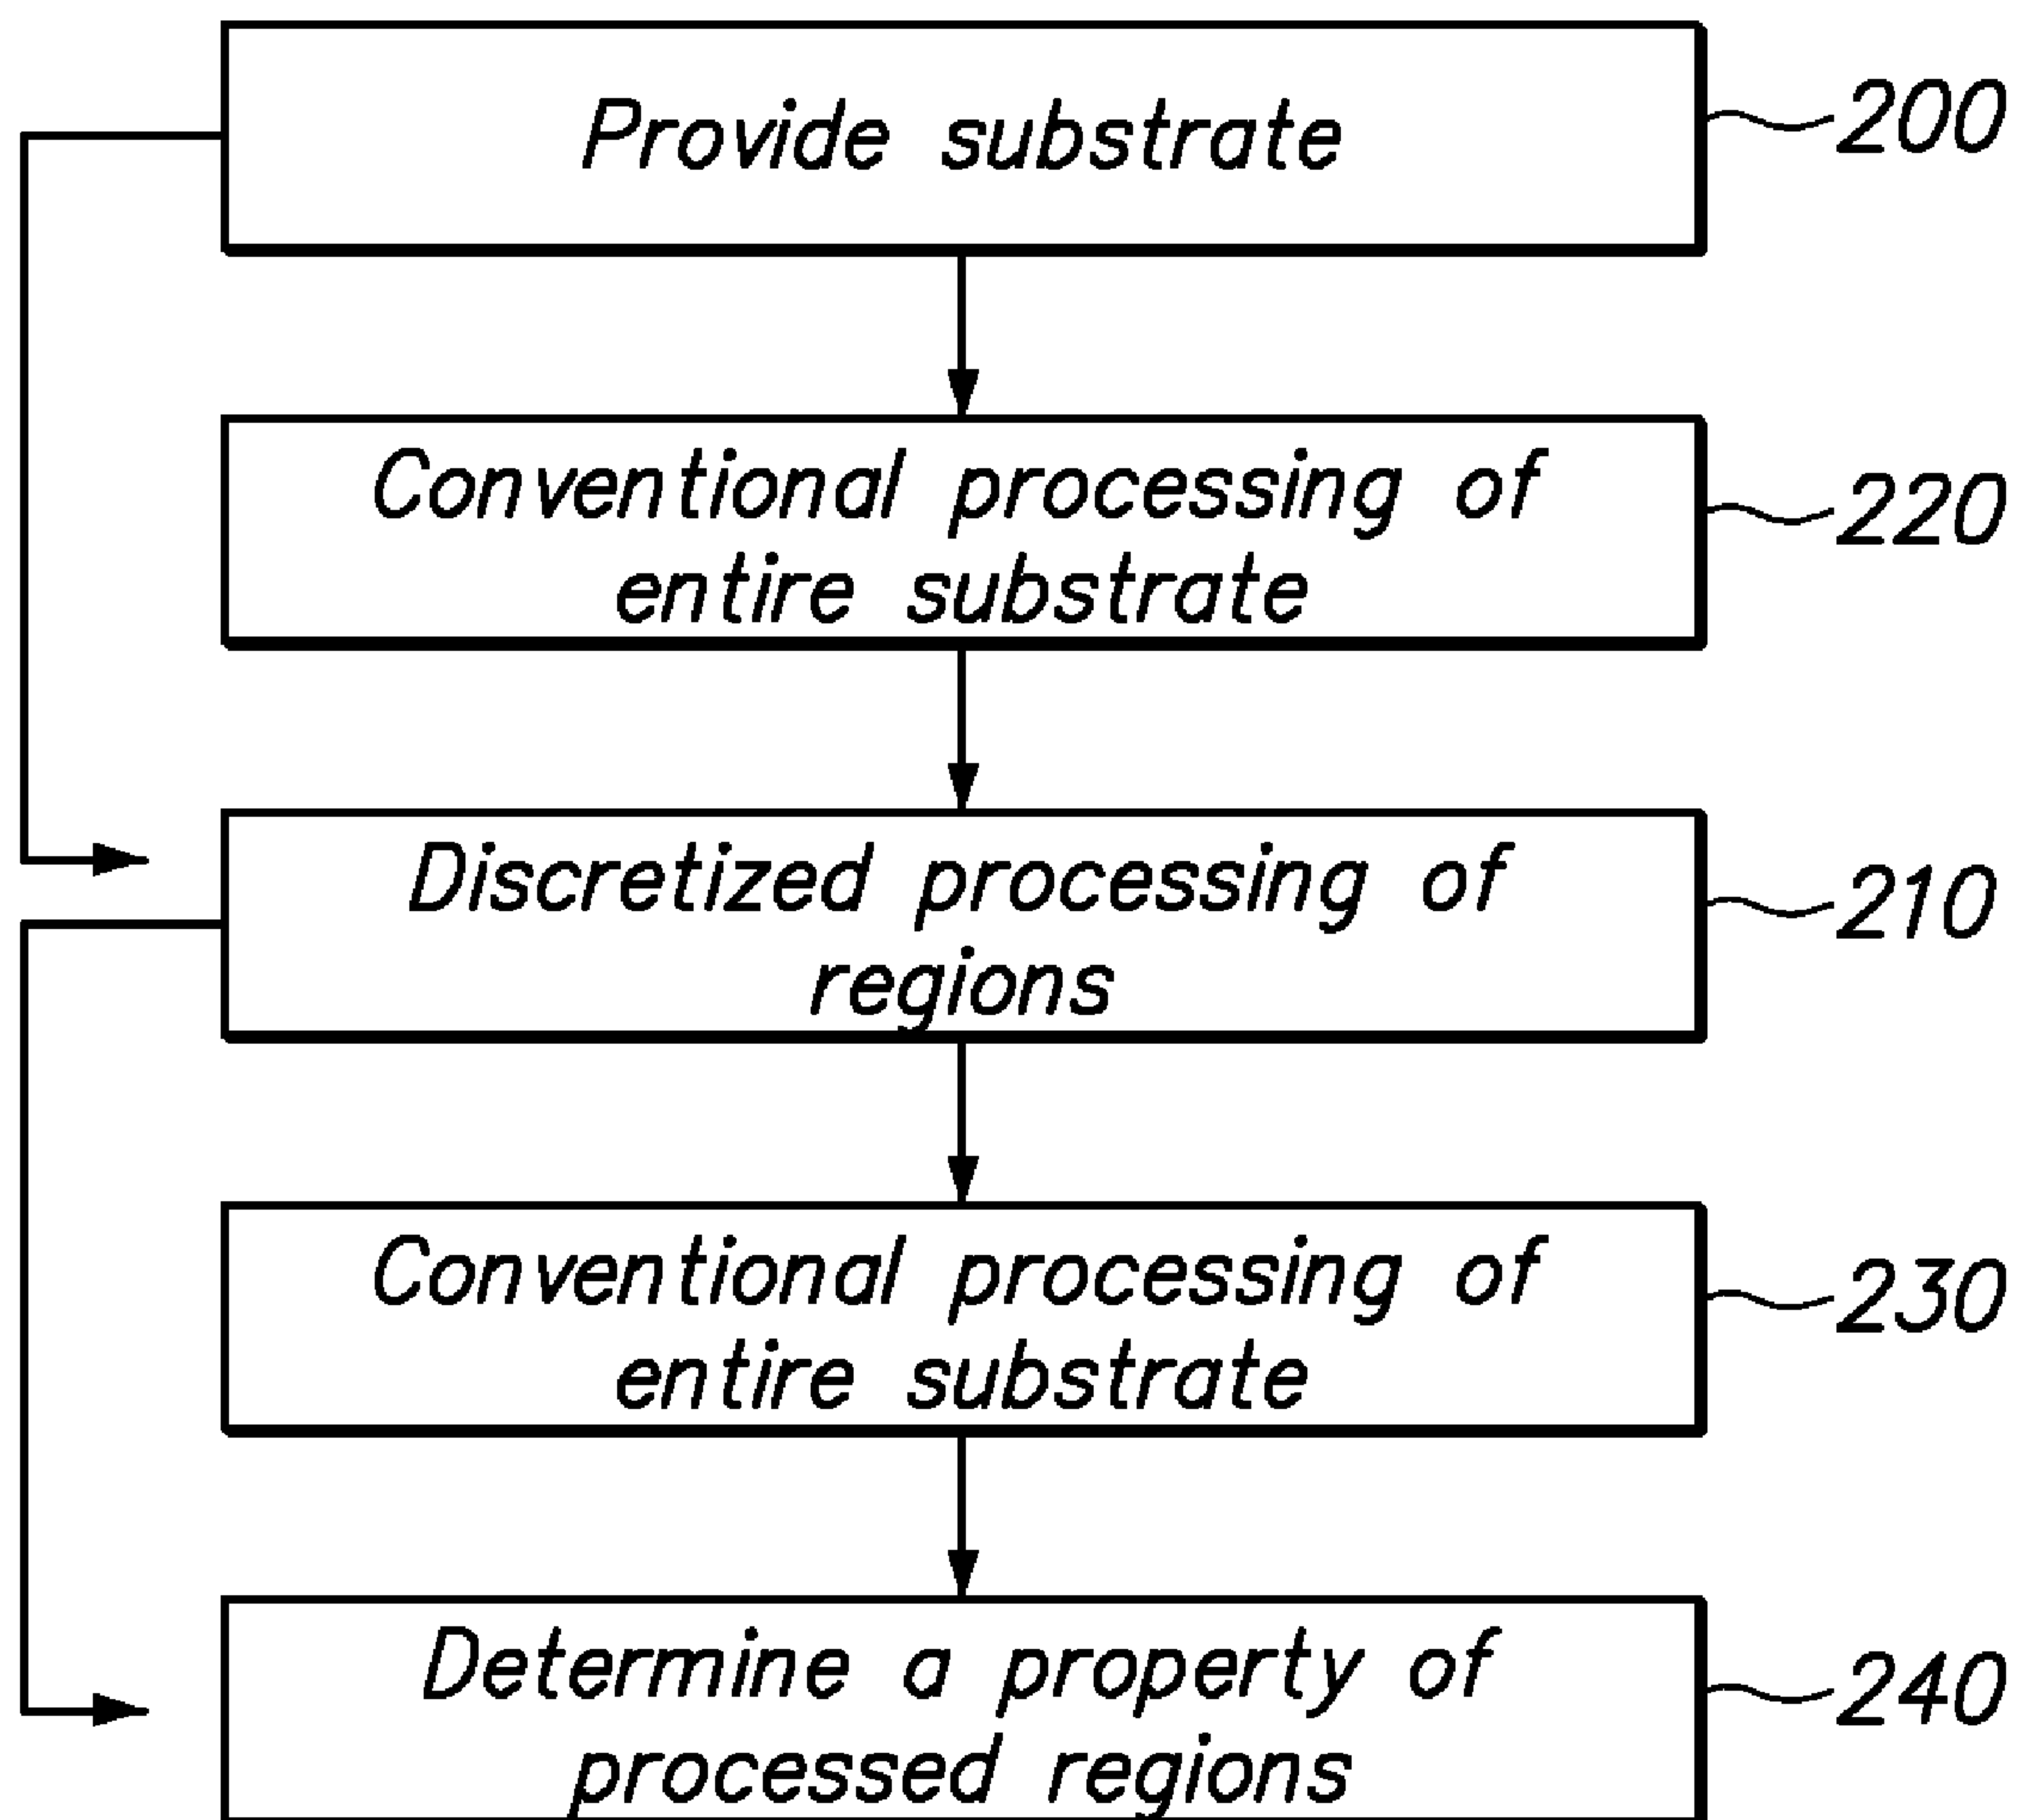 Provide substrate
200
Conventional processing of
entire substrate
220
Discretized processing of
regions
210
Conventional processing of
entire substrate
230
Determine a property of
processed regions
240